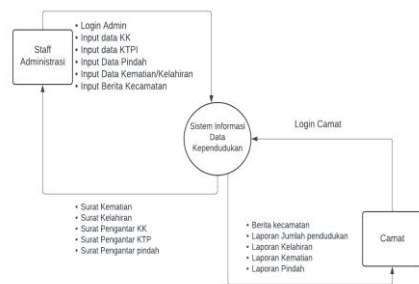 Staff
Administrasi
• Login Admin
• Input data KK
• Input data KTPI
• Input Data Pindah
• Input Data Kematian/Kelahiran
• Input Berita Kecamatan
Sistem Informasi
Data
Kependudukan
Login Camat
• Surat Kematian
• Surat Kelahiran
• Surat Pengantar KK
• Surat Pengantar KTP
• Surat Pengantar pindah
• Berita kecamatan
• Laporan Jumlah pendudukan
• Laporan Kelahiran
• Laporan Kematian
• Laporan Pindah
Camat